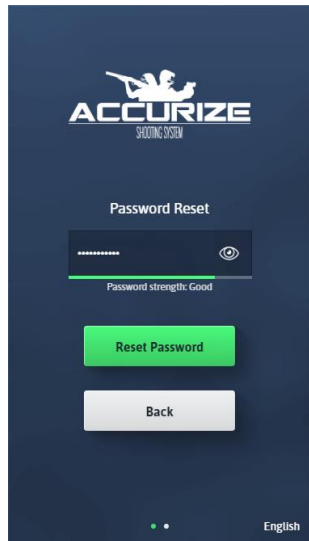 ACCURIZE
SHOOTING SYSTEM
Password Reset
Password strength: Good
Reset Password
Back
English